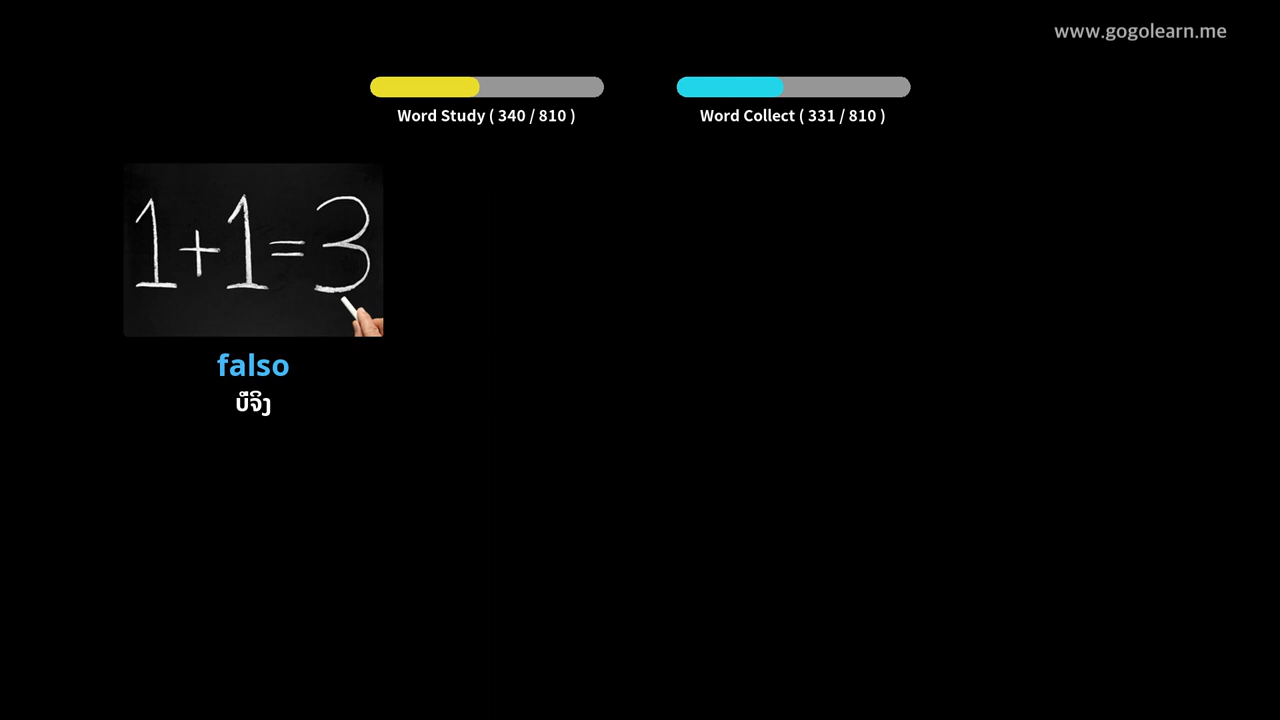 www.gogolearn.me
Word Study ( 340 / 810 )
Word Collect ( 331 / 810 )
1+1=3
falso
ບໍ່ຈິງ